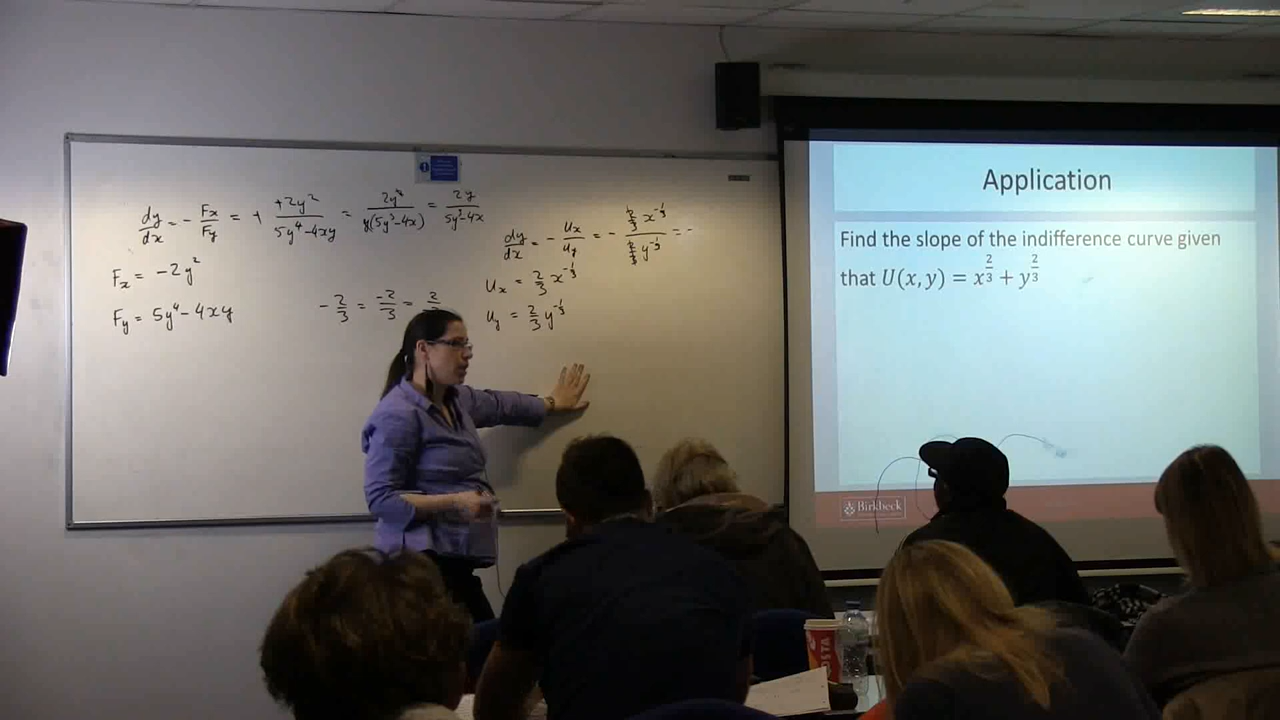 dy/dx = - Fx/Fy = + +2y²/5y⁴-4xy = 2y²/y(5y³-4x) = 2y/5y³-4x
Fx = -2y²
Fy = 5y⁴ - 4xy
- 2/3 = -2/3 = 2
dy/dx = - Ux/Uy = - 2/3 x^-1/3 / 2/3 y^-1/3 = -
Ux = 2/3 x^-1/3
Uy = 2/3 y^-1/3
Application
Find the slope of the indifference curve given
that U(x, y) = x^2/3 + y^2/3
Birkbeck
COSTA